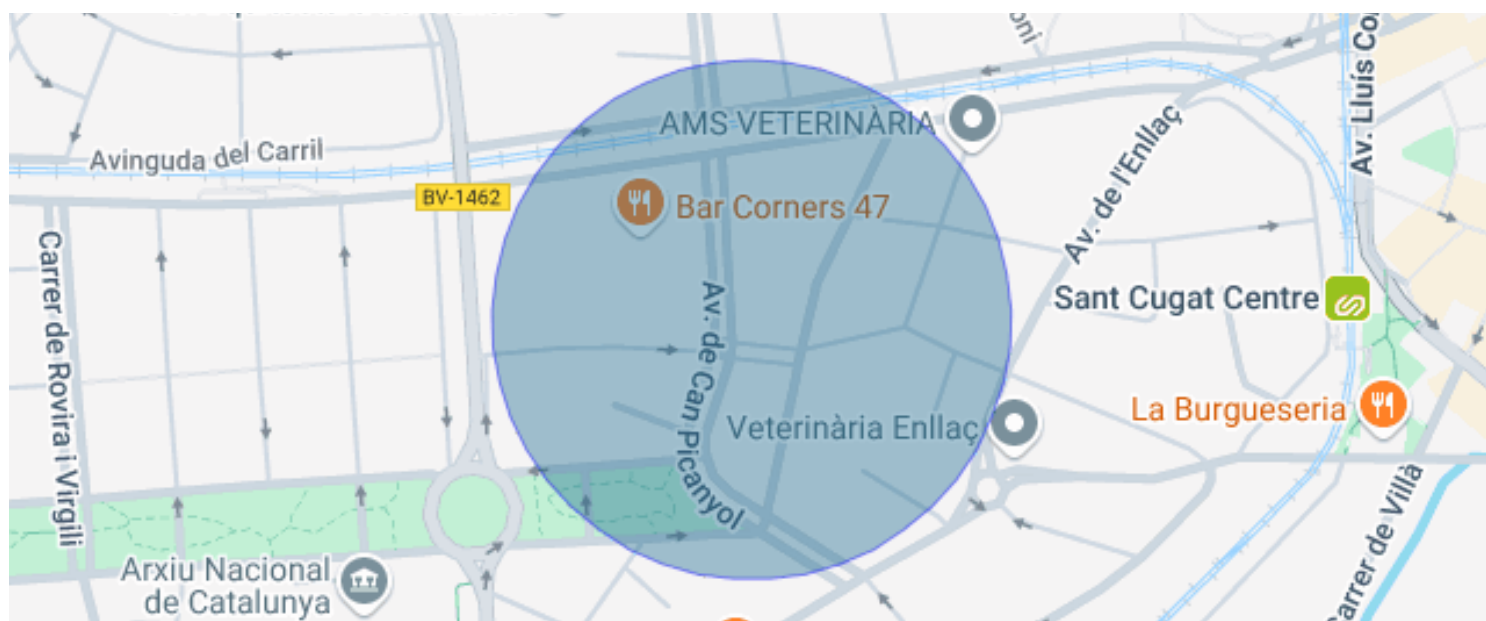 oni
Av. Lluís Co
AMS VETERINÀRIA
Avinguda del Carril
BV-1462
Bar Corners 47
Av. de l'Enllaç
Carrer de Rovira i Virgili
Av. de Can Picanyol
Sant Cugat Centre
La Burgueseria
Veterinària Enllaç
Arxiu Nacional
de Catalunya
Carrer de Villà